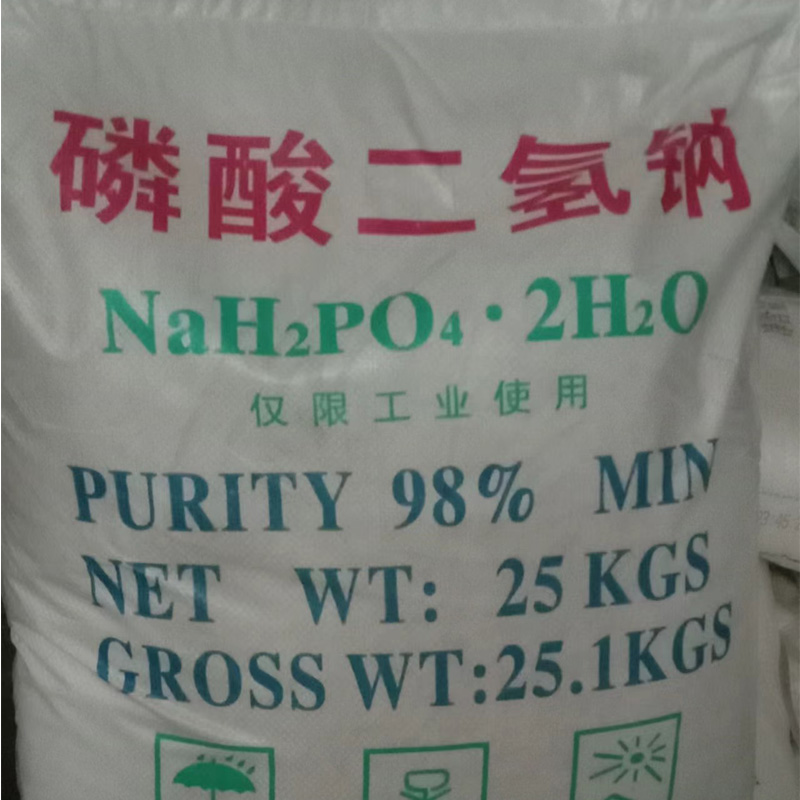 磷酸二氢钠
NaH₂PO₄·2H₂O
仅限工业使用
PURITY 98% MIN
NET WT: 25 KGS
GROSS WT:25.1KGS